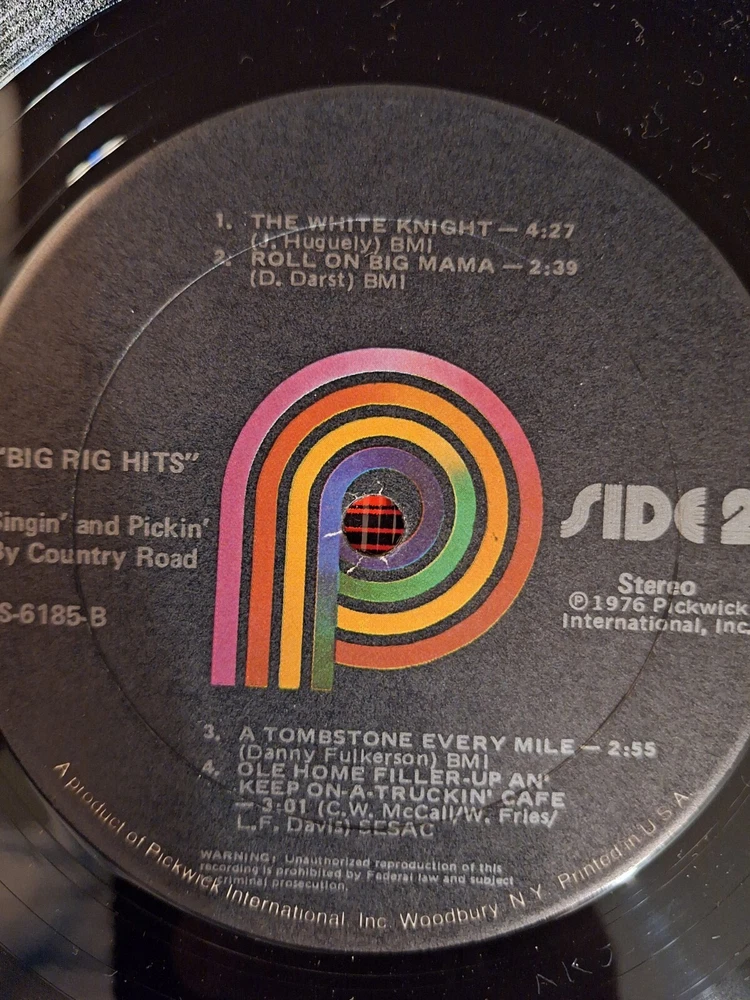 1. THE WHITE KNIGHT — 4:27
(J. Huguely) BMI
2. ROLL ON BIG MAMA — 2:39
(D. Darst) BMI
"BIG RIG HITS"
Singin' and Pickin'
By Country Road
S-6185-B
SIDE 2
Stereo
Ⓟ1976 Pickwick
International, Inc.
3. A TOMBSTONE EVERY MILE — 2:55
(Danny Fulkerson) BMI
4. OLE HOME FILLER-UP AN'
KEEP ON-A-TRUCKIN' CAFE
— 3:01 (C.W. McCall/W. Fries/
L.F. Davis) SESAC
WARNING: Unauthorized reproduction of this
recording is prohibited by Federal law and subject
criminal prosecution.
A product of Pickwick International, Inc. Woodbury, N.Y. Printed in U.S.A.